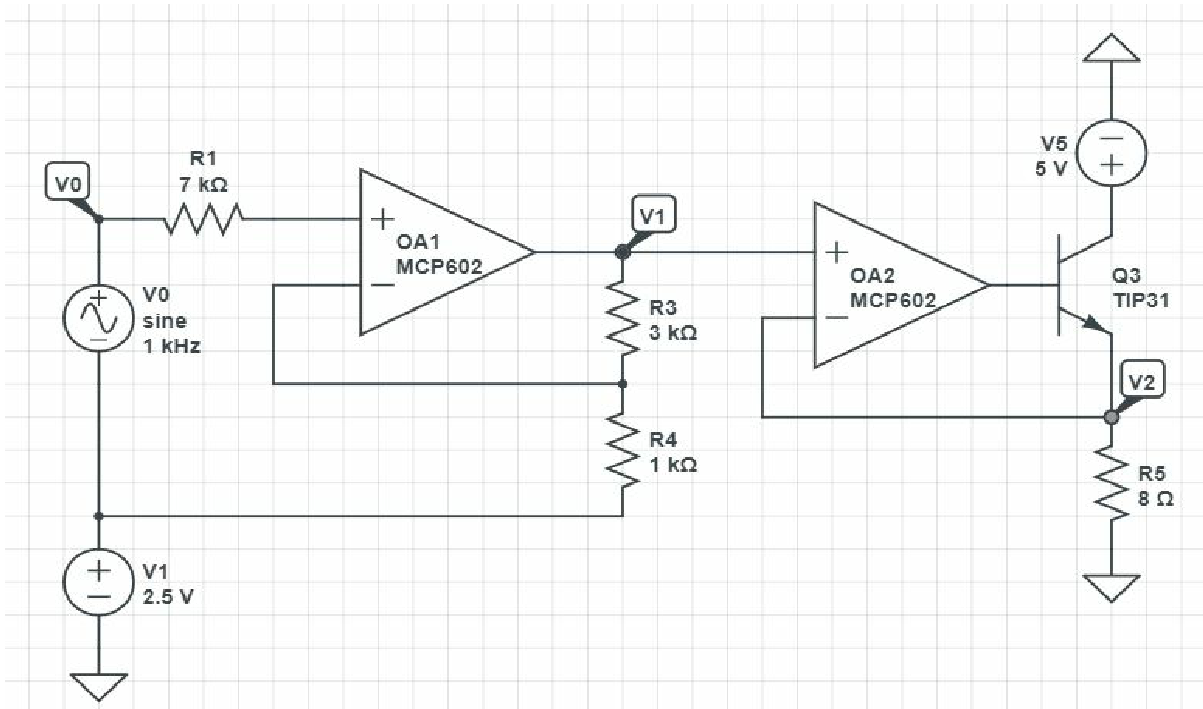 V0
R1
7 kΩ
V0
sine
1 kHz
V1
2.5 V
+
−
OA1
MCP602
V1
R3
3 kΩ
R4
1 kΩ
+
−
OA2
MCP602
V5
5 V
Q3
TIP31
V2
R5
8 Ω